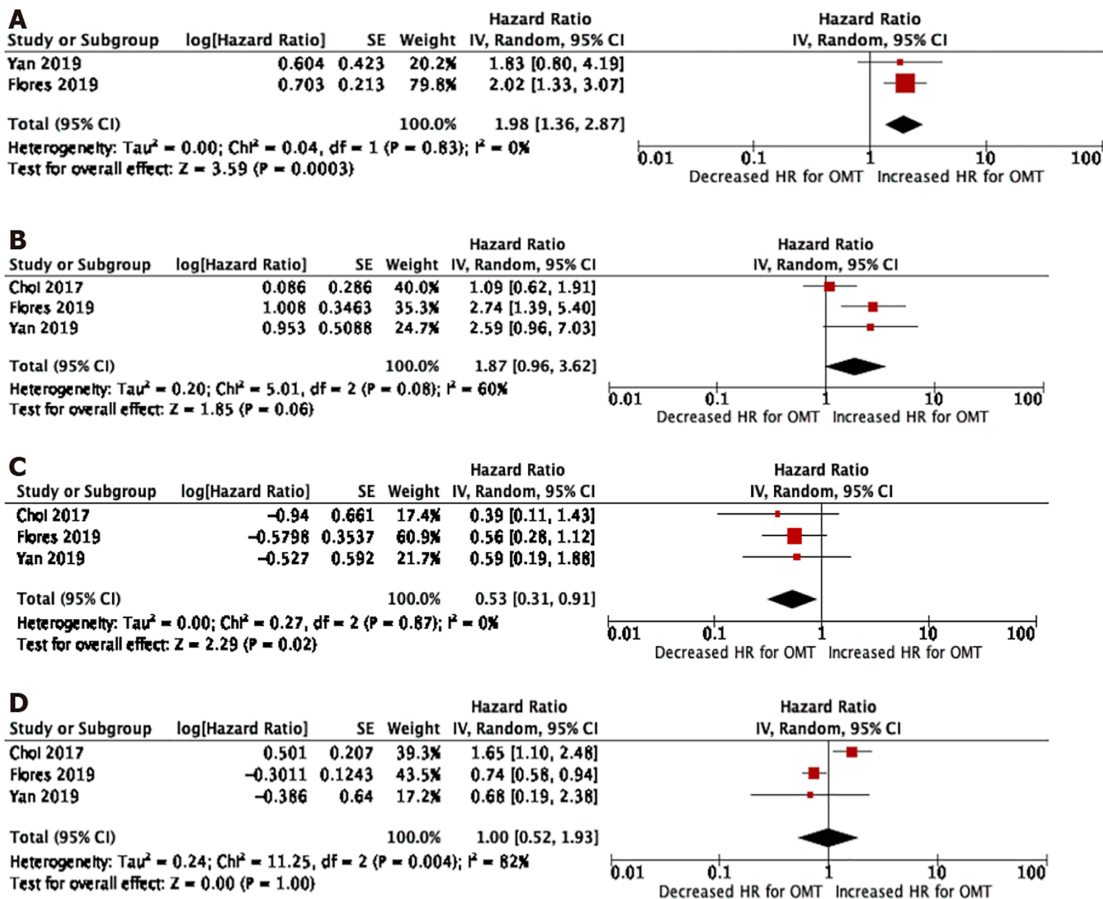 A
Hazard Ratio Hazard Ratio
Study or Subgroup log[Hazard Ratio] SE Weight IV, Random, 95% CI IV, Random, 95% CI
Yan 2019 0.604 0.423 20.2% 1.83 [0.80, 4.19]
Flores 2019 0.703 0.213 79.8% 2.02 [1.33, 3.07]
Total (95% CI) 100.0% 1.98 [1.36, 2.87]
Heterogeneity: Tau² = 0.00; Chi² = 0.04, df = 1 (P = 0.83); I² = 0%
Test for overall effect: Z = 3.59 (P = 0.0003)
0.01 0.1 1 10 100
Decreased HR for OMT Increased HR for OMT
B
Hazard Ratio Hazard Ratio
Study or Subgroup log[Hazard Ratio] SE Weight IV, Random, 95% CI IV, Random, 95% CI
Choi 2017 0.086 0.286 40.0% 1.09 [0.62, 1.91]
Flores 2019 1.008 0.3463 35.3% 2.74 [1.39, 5.40]
Yan 2019 0.953 0.5088 24.7% 2.59 [0.96, 7.03]
Total (95% CI) 100.0% 1.87 [0.96, 3.62]
Heterogeneity: Tau² = 0.20; Chi² = 5.01, df = 2 (P = 0.08); I² = 60%
Test for overall effect: Z = 1.85 (P = 0.06)
0.01 0.1 1 10 100
Decreased HR for OMT Increased HR for OMT
C
Hazard Ratio Hazard Ratio
Study or Subgroup log[Hazard Ratio] SE Weight IV, Random, 95% CI IV, Random, 95% CI
Choi 2017 −0.94 0.661 17.4% 0.39 [0.11, 1.43]
Flores 2019 −0.5798 0.3537 60.9% 0.56 [0.28, 1.12]
Yan 2019 −0.527 0.592 21.7% 0.59 [0.19, 1.88]
Total (95% CI) 100.0% 0.53 [0.31, 0.91]
Heterogeneity: Tau² = 0.00; Chi² = 0.27, df = 2 (P = 0.87); I² = 0%
Test for overall effect: Z = 2.29 (P = 0.02)
0.01 0.1 1 10 100
Decreased HR for OMT Increased HR for OMT
D
Hazard Ratio Hazard Ratio
Study or Subgroup log[Hazard Ratio] SE Weight IV, Random, 95% CI IV, Random, 95% CI
Choi 2017 0.501 0.207 39.3% 1.65 [1.10, 2.48]
Flores 2019 −0.3011 0.1243 43.5% 0.74 [0.58, 0.94]
Yan 2019 −0.386 0.64 17.2% 0.68 [0.19, 2.38]
Total (95% CI) 100.0% 1.00 [0.52, 1.93]
Heterogeneity: Tau² = 0.24; Chi² = 11.25, df = 2 (P = 0.004); I² = 82%
Test for overall effect: Z = 0.00 (P = 1.00)
0.01 0.1 1 10 100
Decreased HR for OMT Increased HR for OMT